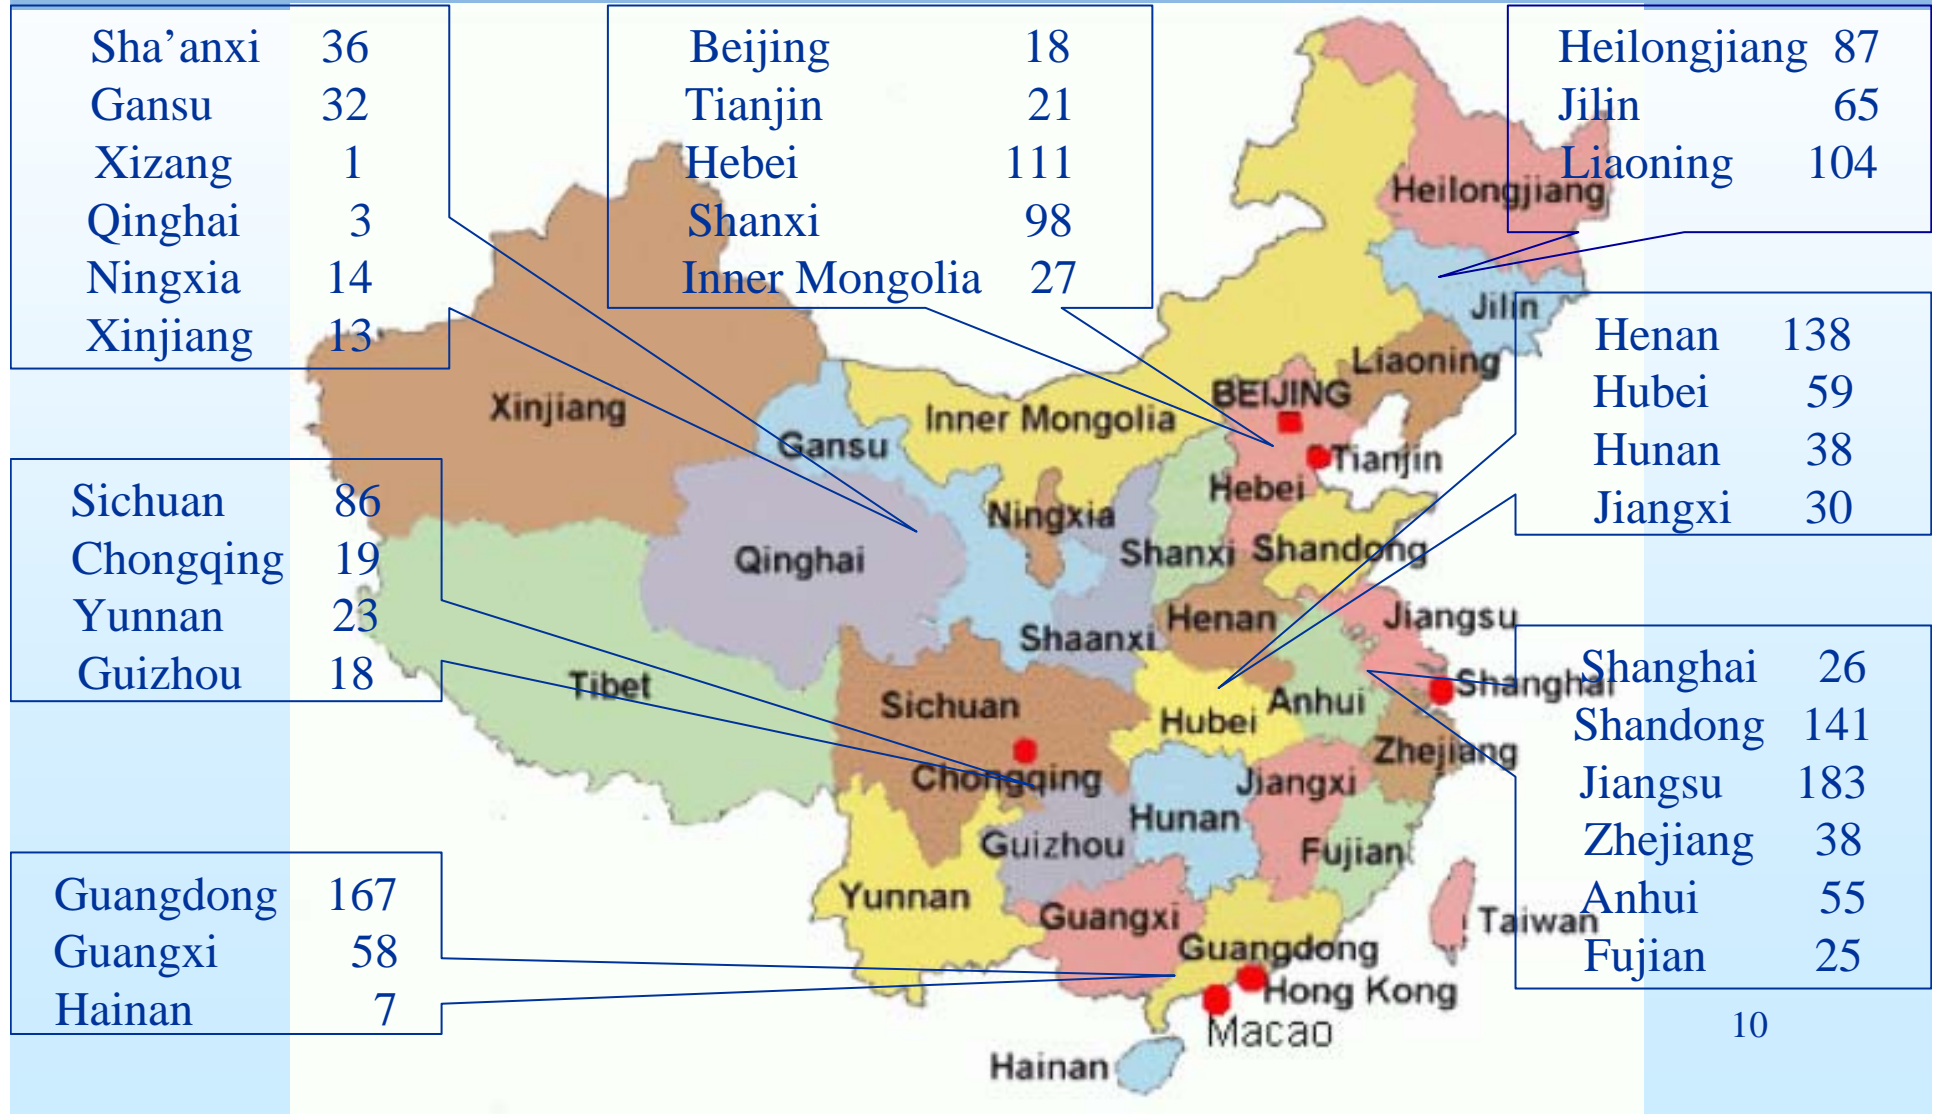 Sha’anxi 36
Gansu 32
Xizang 1
Qinghai 3
Ningxia 14
Xinjiang 13
Beijing 18
Tianjin 21
Hebei 111
Shanxi 98
Inner Mongolia 27
Heilongjiang 87
Jilin 65
Liaoning 104
Henan 138
Hubei 59
Hunan 38
Jiangxi 30
Sichuan 86
Chongqing 19
Yunnan 23
Guizhou 18
Shanghai 26
Shandong 141
Jiangsu 183
Zhejiang 38
Anhui 55
Fujian 25
Guangdong 167
Guangxi 58
Hainan 7
Heilongjiang
Jilin
Liaoning
BEIJING
Xinjiang
Inner Mongolia
Gansu
Tianjin
Hebei
Ningxia
Qinghai
Shanxi
Shandong
Henan
Jiangsu
Shaanxi
Tibet
Sichuan
Hubei
Anhui
Shanghai
Zhejiang
Chongqing
Jiangxi
Hunan
Guizhou
Fujian
Yunnan
Guangxi
Taiwan
Guangdong
Hong Kong
Macao
Hainan
10